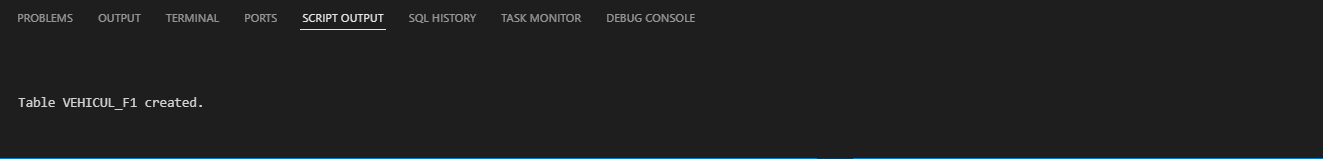 PROBLEMS OUTPUT TERMINAL PORTS SCRIPT OUTPUT SQL HISTORY TASK MONITOR DEBUG CONSOLE
Table VEHICUL_F1 created.